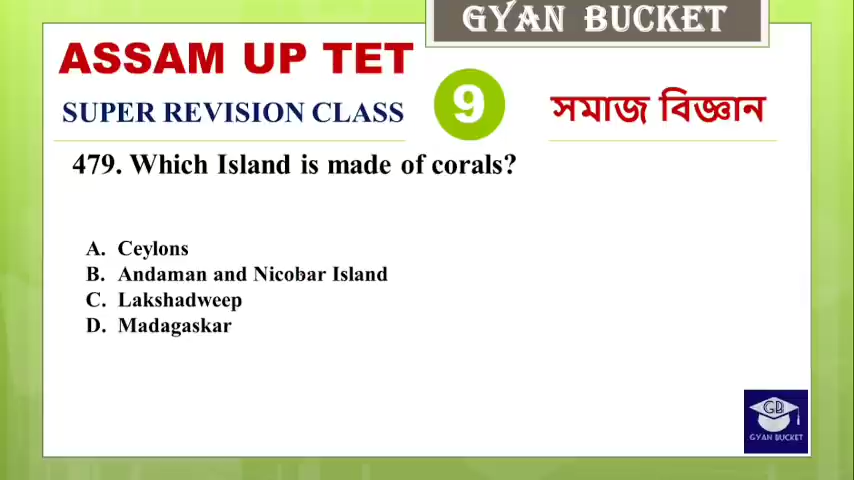 GYAN BUCKET
ASSAM UP TET
SUPER REVISION CLASS
9
সমাজ বিজ্ঞান
479. Which Island is made of corals?
A. Ceylons
B. Andaman and Nicobar Island
C. Lakshadweep
D. Madagaskar
GB
GYAN BUCKET